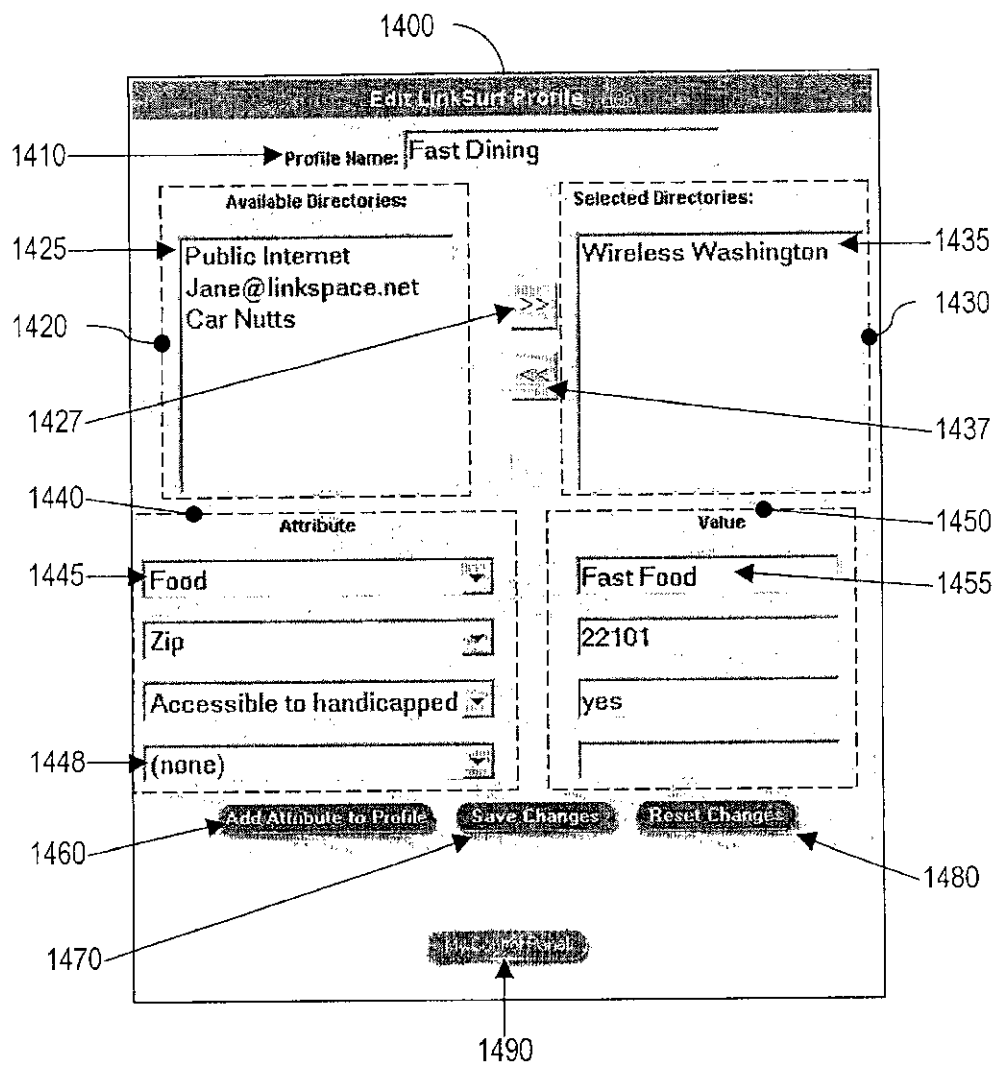 1400
Edit LinkSurf Profile
1410
Profile Name: Fast Dining
Available Directories:
Selected Directories:
1425
Public Internet
Wireless Washington
1435
Jane@linkspace.net
Car Nutts
1420
>>
1430
<<
1427
1437
1440
Attribute
Value
1450
1445
Food
Fast Food
1455
Zip
22101
Accessible to handicapped
yes
1448
(none)
Add Attribute to Profile
Save Changes
Reset Changes
1460
1480
1470
1490